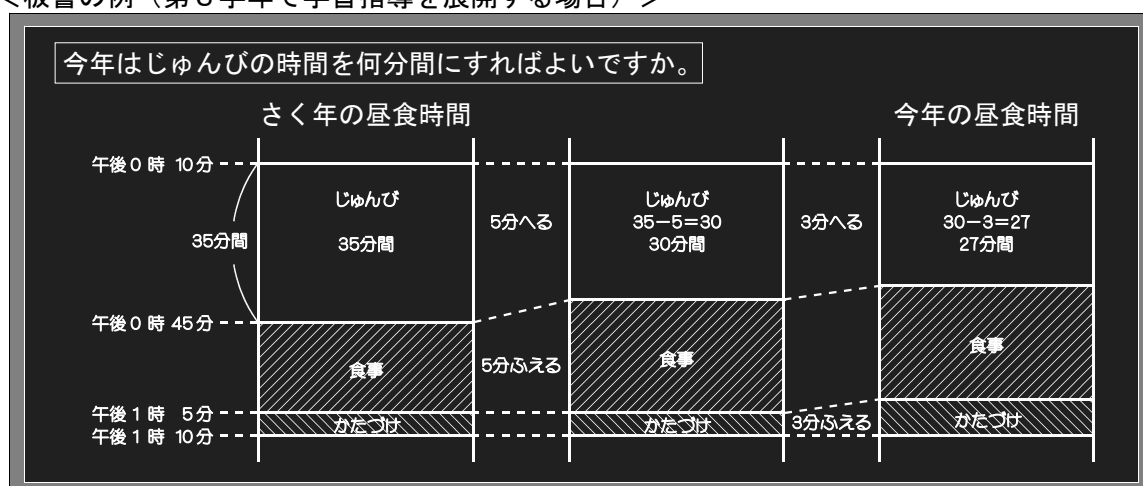 <板書の例（第３学年で学習指導を展開する場合）>
今年はじゅんびの時間を何分間にすればよいですか。
さく年の昼食時間
今年の昼食時間
午後０時 10分
じゅんび
35分間
5分へる
じゅんび
35－5＝30
30分間
3分へる
じゅんび
30－3＝27
27分間
35分間
午後０時 45分
食事
5分ふえる
食事
食事
午後１時 5分
かたづけ
かたづけ
3分ふえる
かたづけ
午後１時 10分